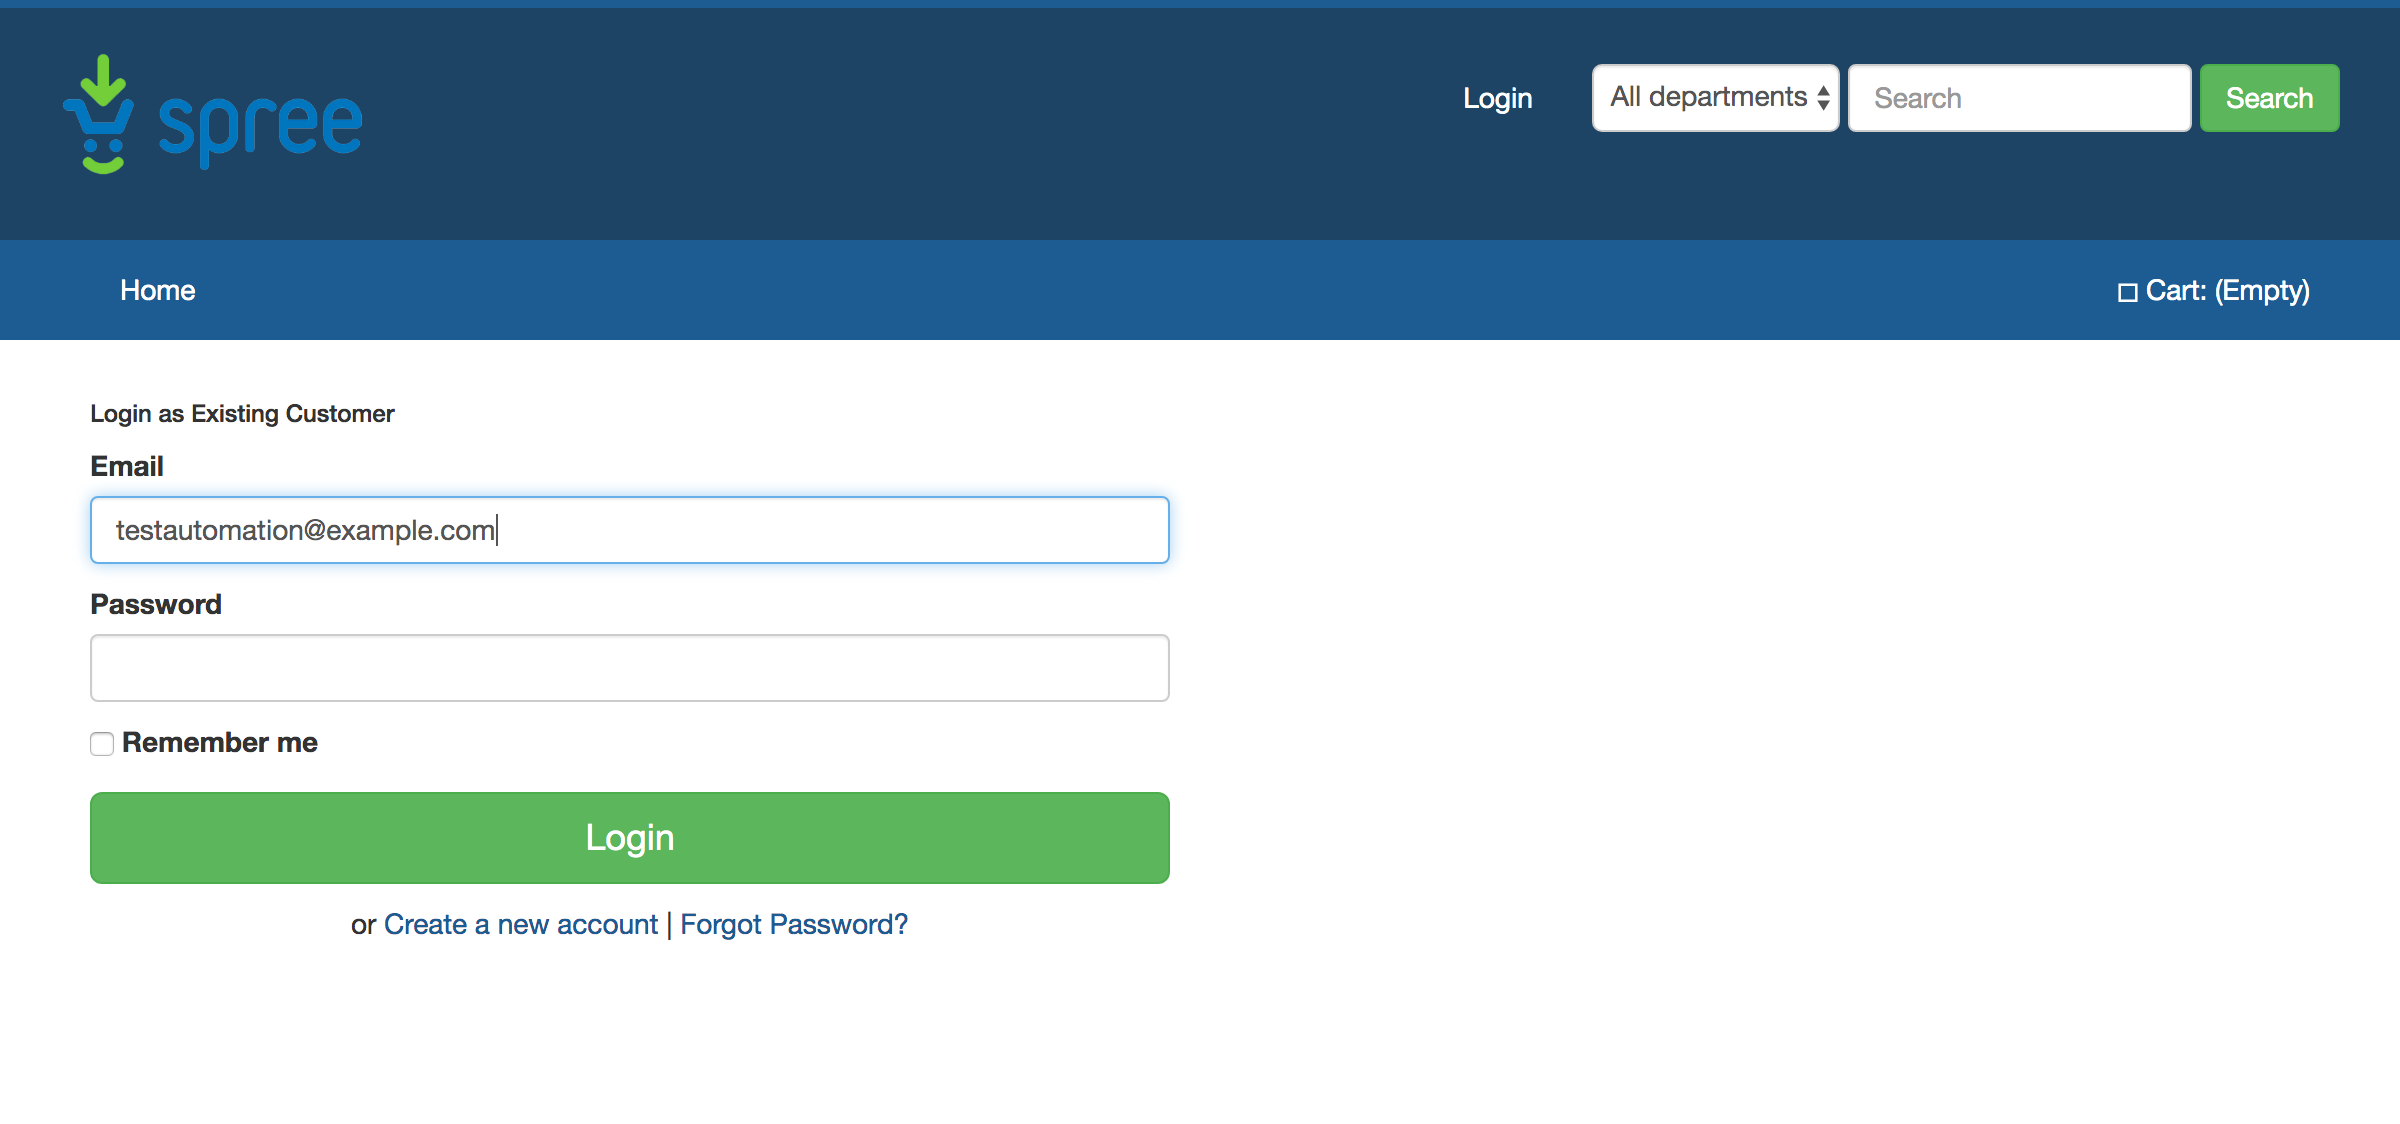 spree
Login All departments Search Search
Home Cart: (Empty)
Login as Existing Customer
Email
testautomation@example.com
Password
Remember me
Login
or Create a new account | Forgot Password?